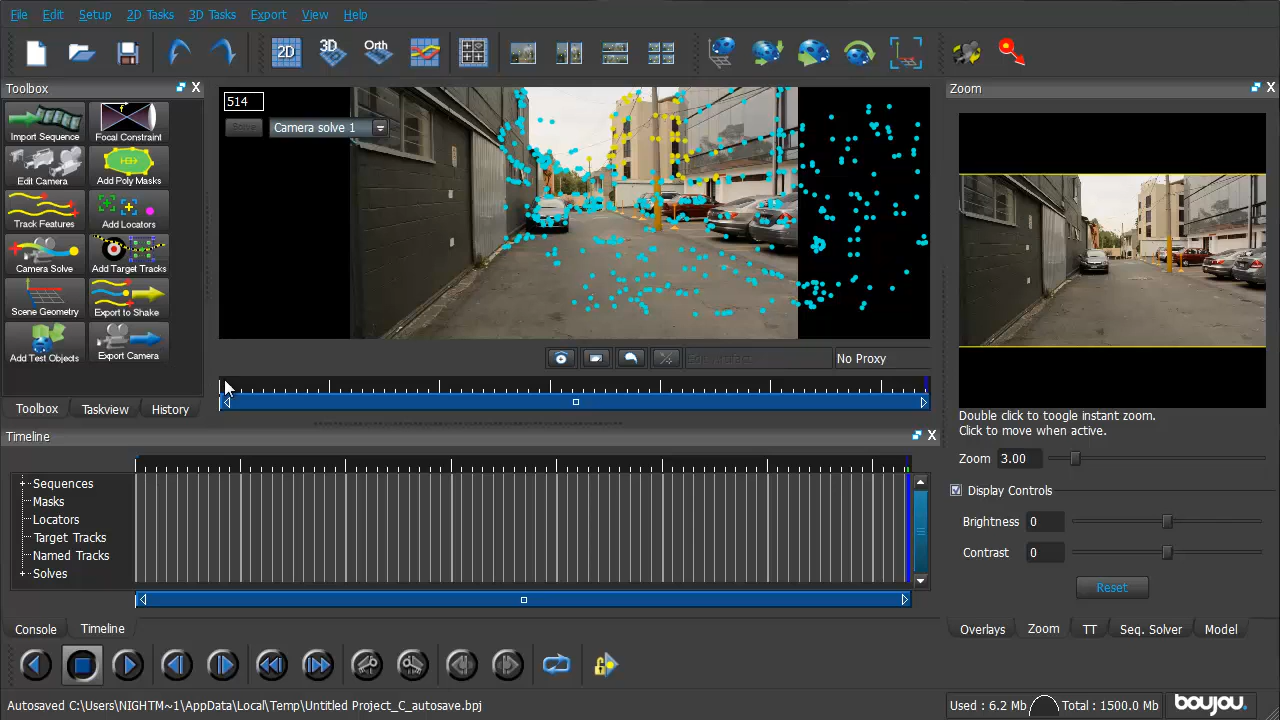 File Edit Setup 2D Tasks 3D Tasks Export View Help
2D 3D Orth
Toolbox
Import Sequence
Focal Constraint
Edit Camera
Add Poly Masks
Track Features
Add Locators
Camera Solve
Add Target Tracks
Scene Geometry
Export to Shake
Add Test Objects
Export Camera
Toolbox Taskview History
514
Camera solve 1
No Proxy
Timeline
Sequences
Masks
Locators
Target Tracks
Named Tracks
Solves
Console Timeline
Zoom
Double click to toogle instant zoom.
Click to move when active.
Zoom 3.00
Display Controls
Brightness 0
Contrast 0
Reset
Overlays Zoom TT Seq. Solver Model
Autosaved C:\Users\NIGHTM~1\AppData\Local\Temp\Untitled Project_C_autosave.bpj
Used : 6.2 Mb Total : 1500.0 Mb
boujou.